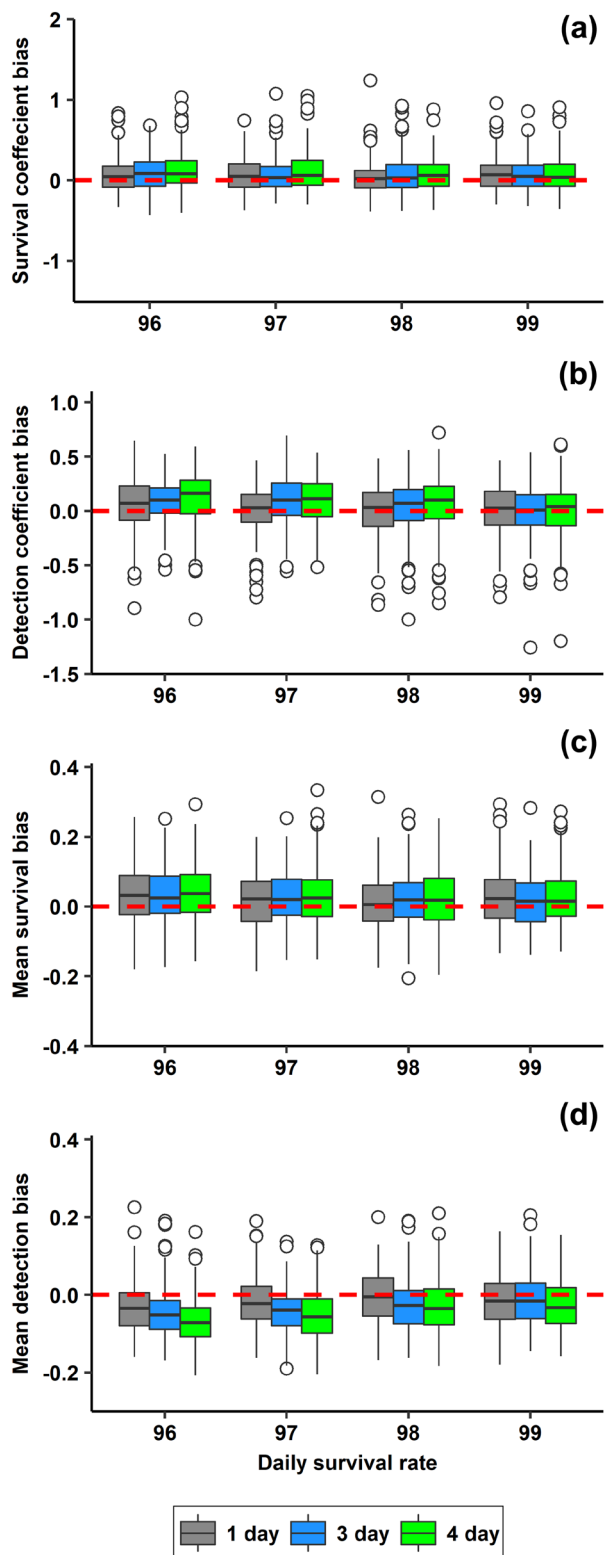 (a)
Survival coeffecient bias
2
1
0
-1
96 97 98 99
(b)
Detection coefficient bias
1.0
0.5
0.0
-0.5
-1.0
-1.5
96 97 98 99
(c)
Mean survival bias
0.4
0.2
0.0
-0.2
-0.4
96 97 98 99
(d)
Mean detection bias
0.4
0.2
0.0
-0.2
96 97 98 99
Daily survival rate
1 day 3 day 4 day